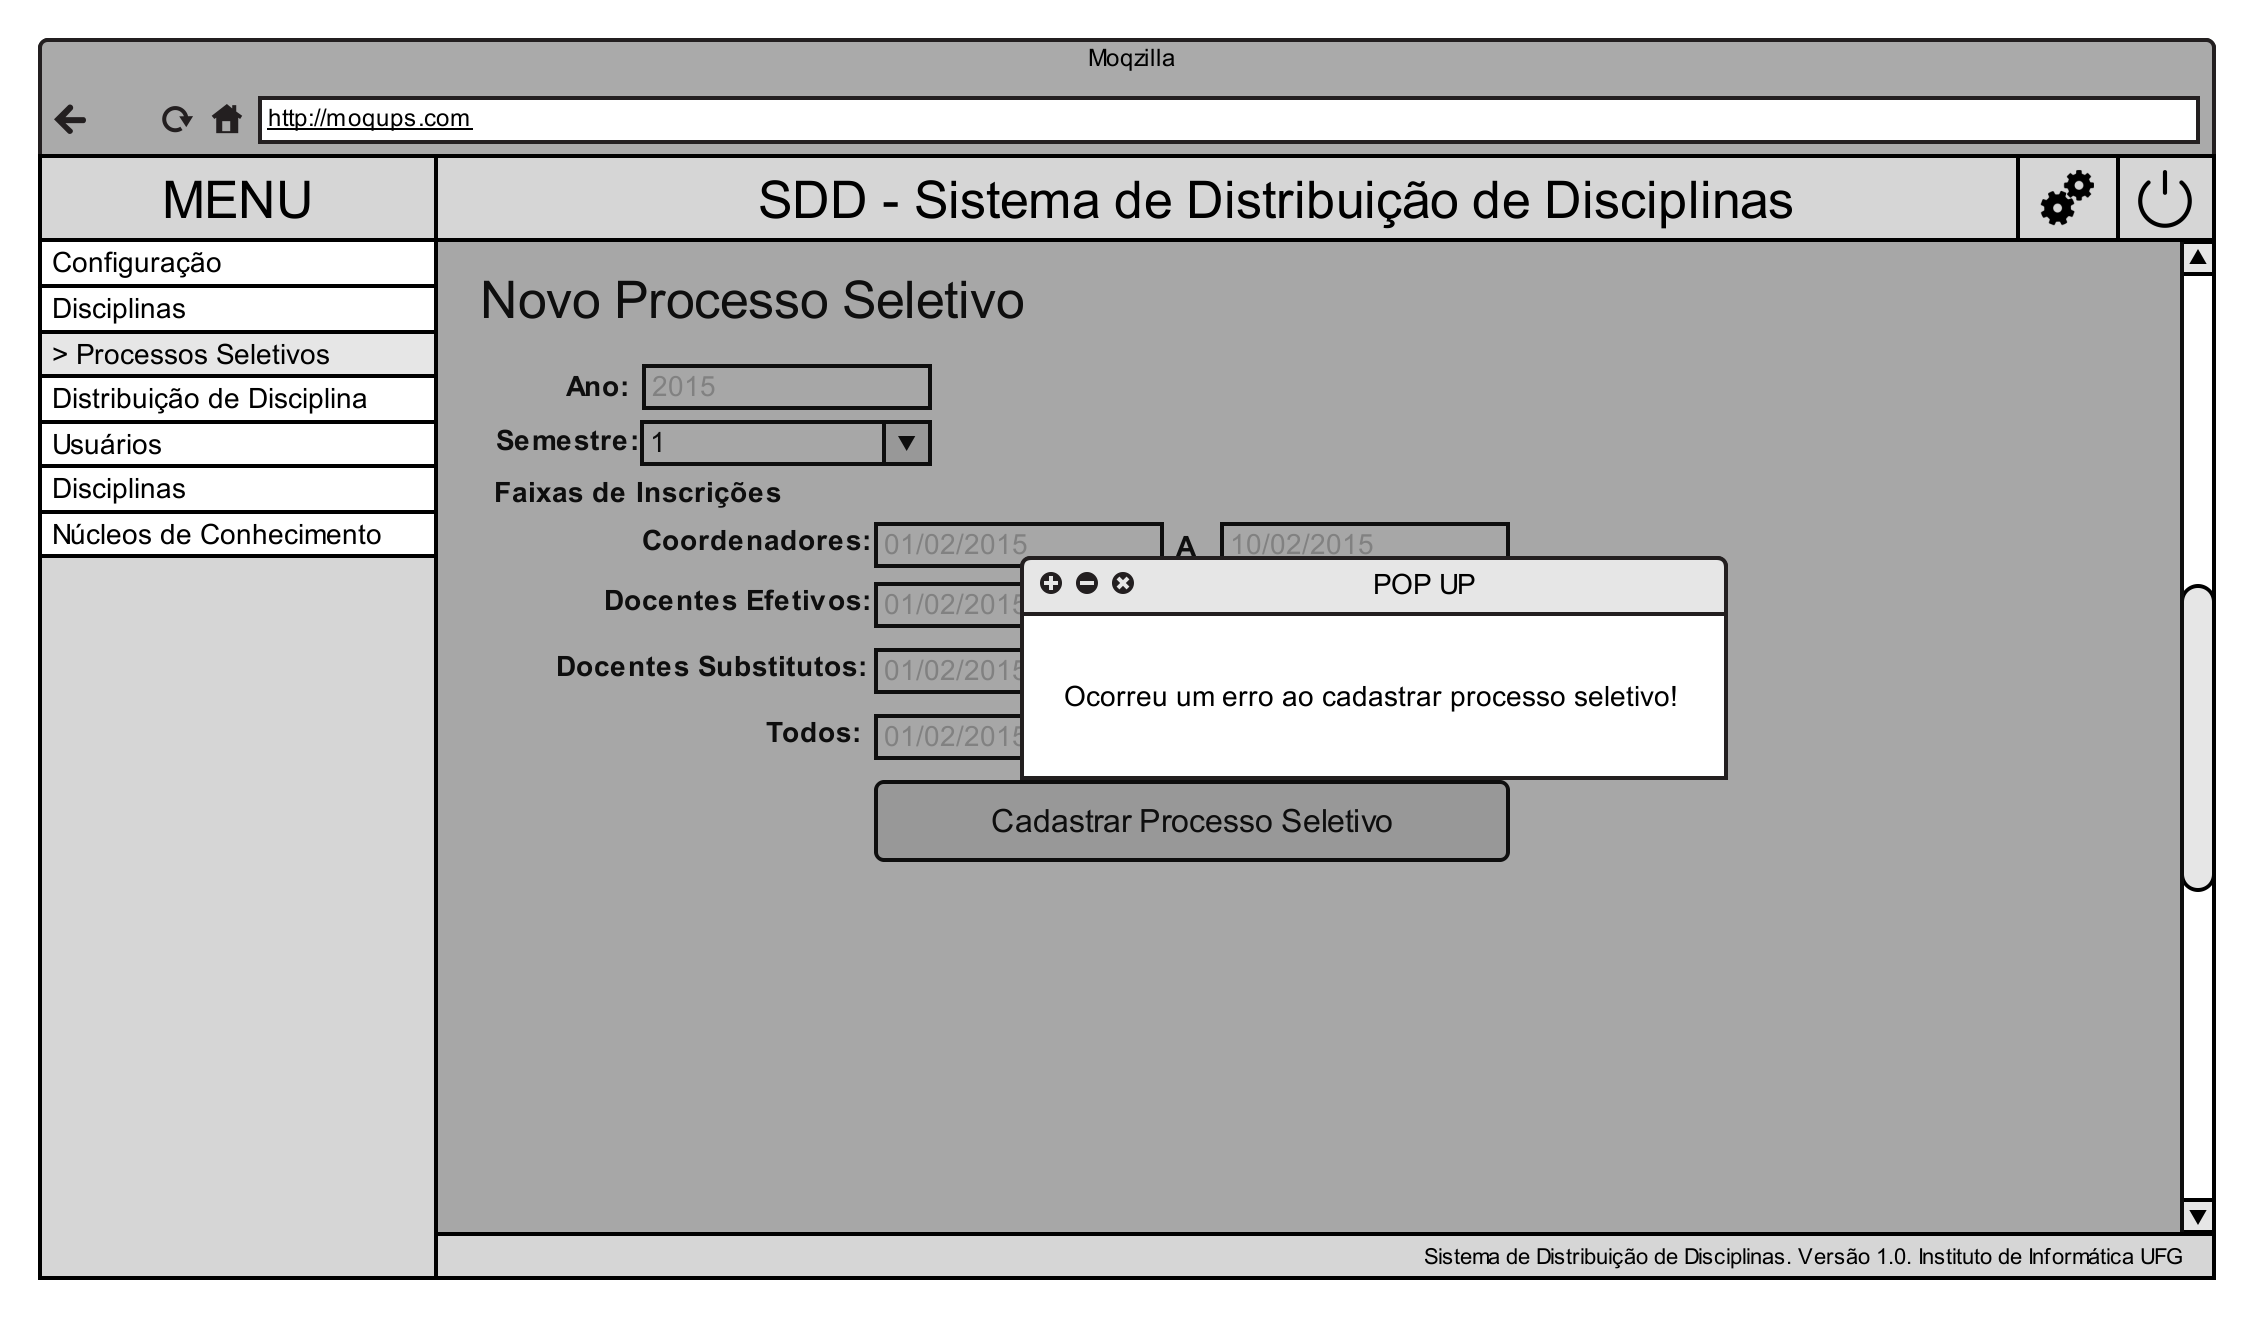 Moqzilla
http://moqups.com
MENU
SDD - Sistema de Distribuição de Disciplinas
Configuração
Disciplinas
> Processos Seletivos
Distribuição de Disciplina
Usuários
Disciplinas
Núcleos de Conhecimento
Novo Processo Seletivo
Ano: 2015
Semestre: 1
Faixas de Inscrições
Coordenadores: 01/02/2015 A 10/02/2015
Docentes Efetivos: 01/02/2015
Docentes Substitutos: 01/02/2015
Todos: 01/02/2015
POP UP
Ocorreu um erro ao cadastrar processo seletivo!
Cadastrar Processo Seletivo
Sistema de Distribuição de Disciplinas. Versão 1.0. Instituto de Informática UFG